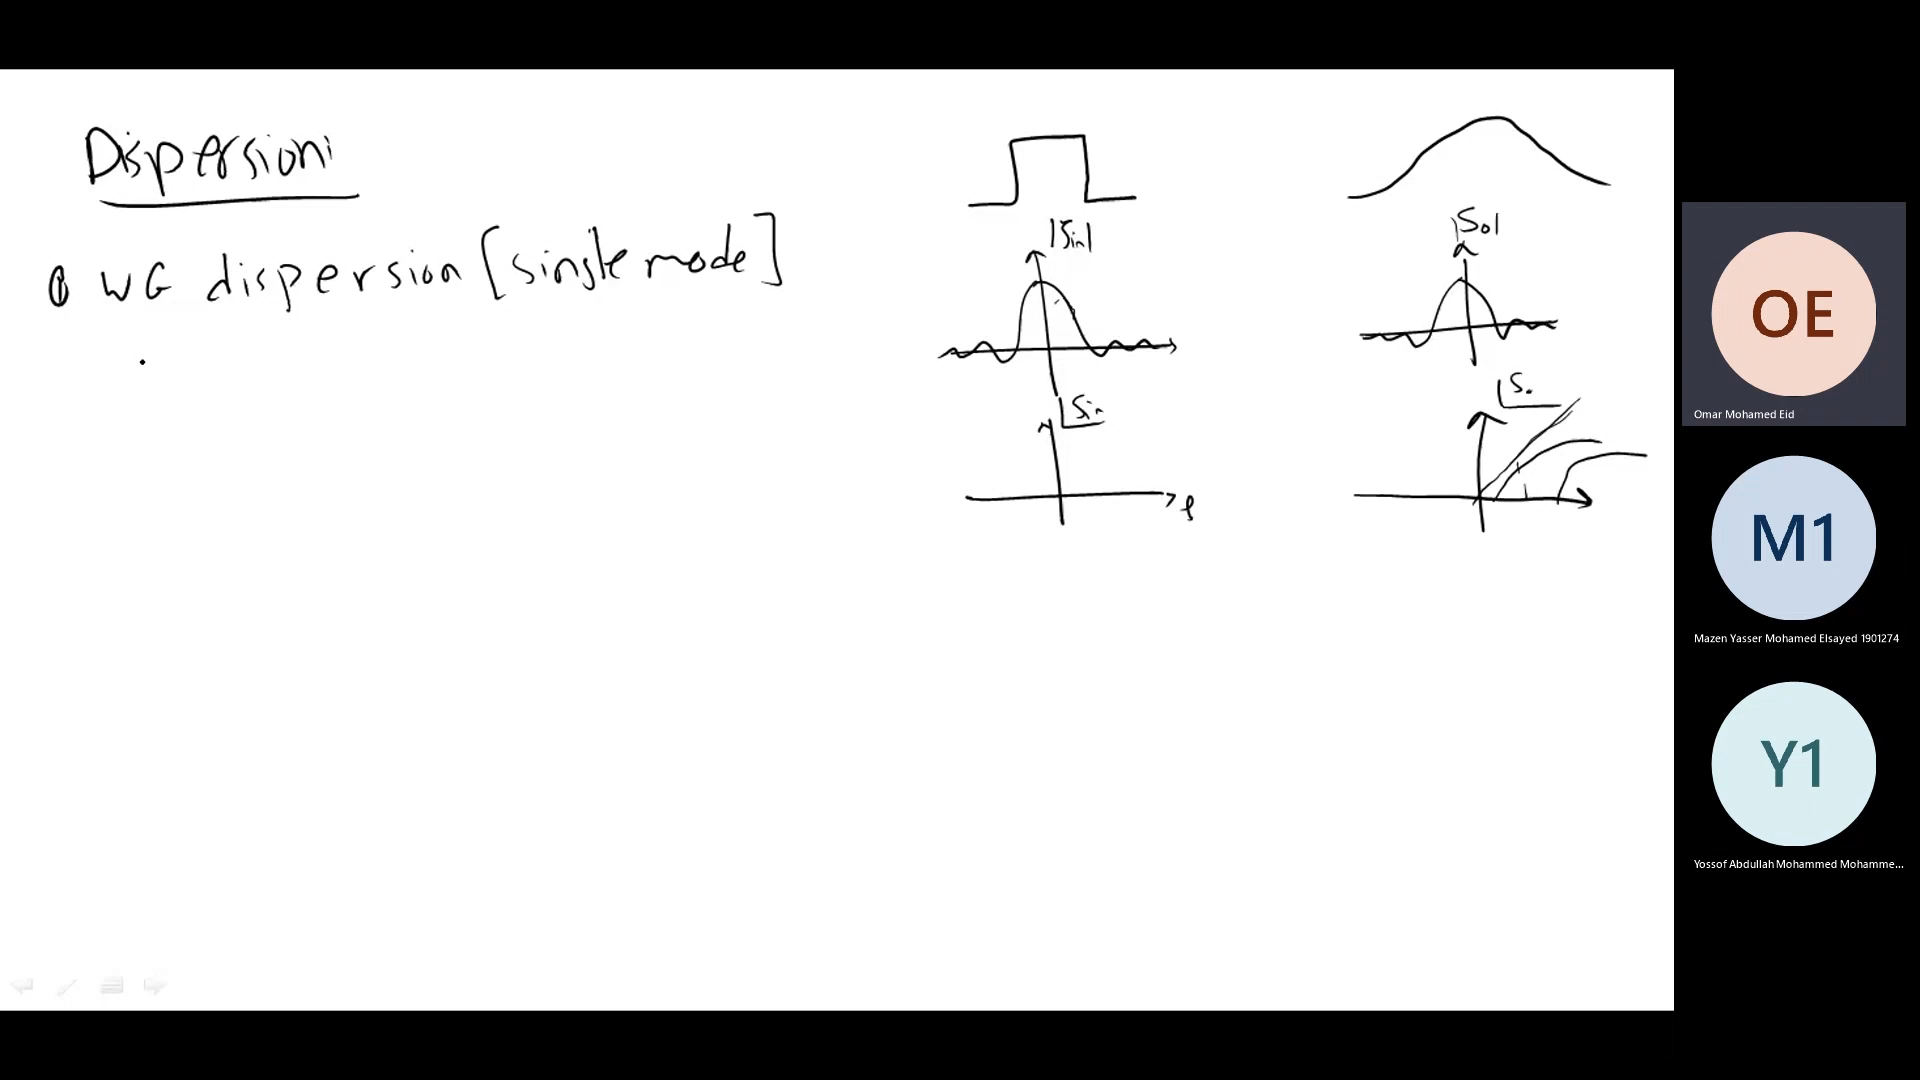 Dispersion:
① WG dispersion [single mode]
|Sin|
|So|
∠Sin
∠So
f
OE
Omar Mohamed Eid
M1
Mazen Yasser Mohamed Elsayed 1901274
Y1
Yossof Abdullah Mohammed Mohamme...